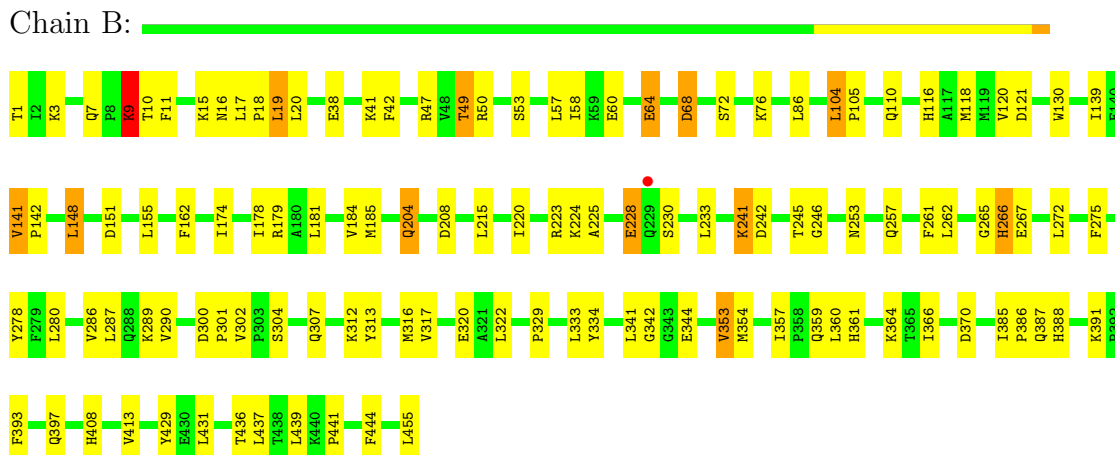 Chain B:
T1 I2 K3 Q7 P8 K9 T10 F11 K15 N16 L17 P18 L19 L20 E38 K41 F42 R47 V48 T49 R50 S53 L57 I58 K59 E60 E64 D68 S72 K76 L86 L104 P105 Q110 H116 A117 M118 M119 V120 D121 W130 I139 E140
V141 P142 L148 D151 L155 F162 I174 I178 R179 A180 L181 V184 M185 Q204 D208 L215 I220 R223 K224 A225 E228 Q229 S230 L233 K241 D242 T245 G246 N253 Q257 F261 L262 G265 H266 E267 L272 F275
Y278 F279 L280 V286 L287 Q288 K289 V290 D300 P301 V302 P303 S304 Q307 K312 Y313 M316 V317 E320 A321 L322 P329 L333 Y334 L341 G342 G343 E344 V353 M354 I357 P358 Q359 L360 H361 K364 T365 I366 D370 I385 P386 Q387 H388 K391
F393 Q397 H408 V413 Y429 E430 L431 T436 L437 T438 L439 K440 P441 F444 L455